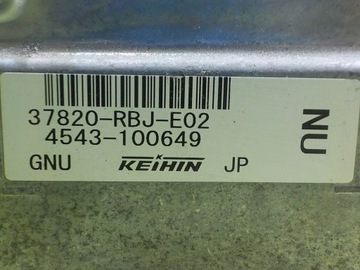 37820-RBJ-E02
4543-100649
GNU KEIHIN JP
NU